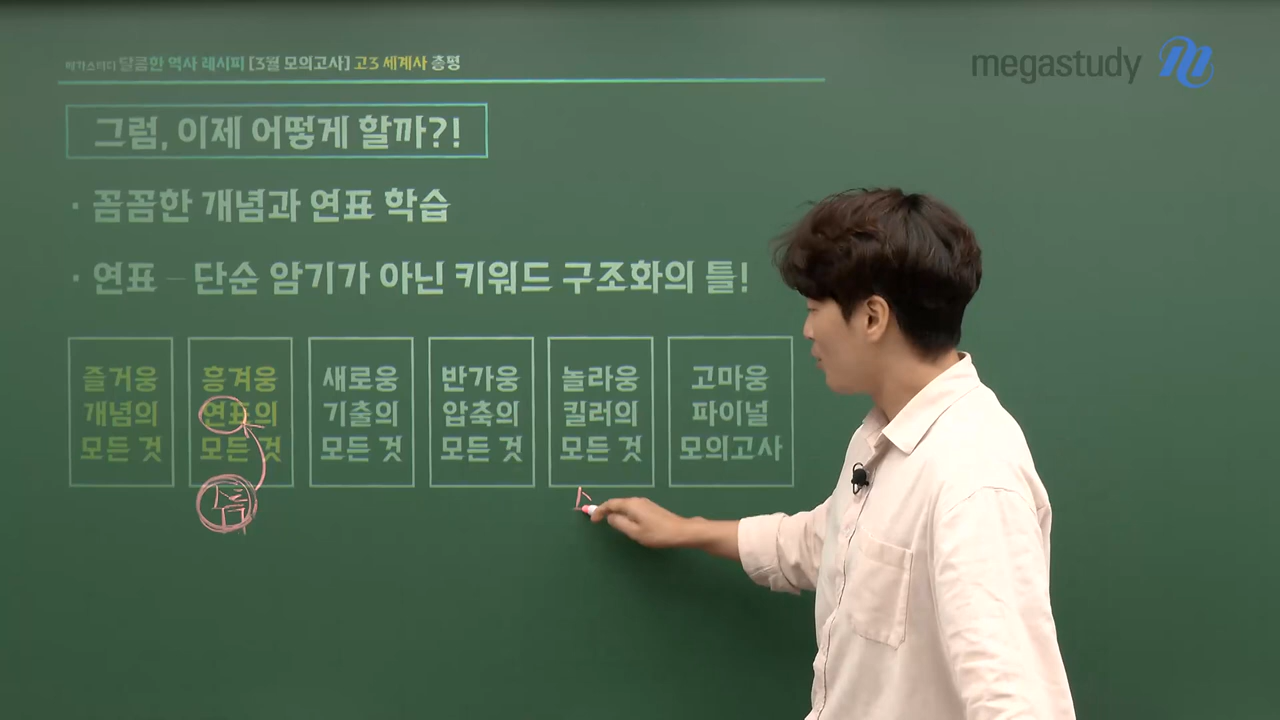 메가스터디 달콤한 역사 레시피 [3월 모의고사] 고3 세계사 총평
megastudy
그럼, 이제 어떻게 할까?!
· 꼼꼼한 개념과 연표 학습
· 연표 – 단순 암기가 아닌 키워드 구조화의 틀!
즐거웅
개념의
모든 것
흥겨웅
연표의
모든 것
새로웅
기출의
모든 것
반가웅
압축의
모든 것
놀라웅
킬러의
모든 것
고마웅
파이널
모의고사